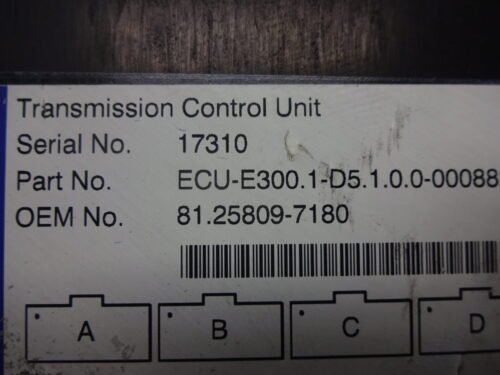 Transmission Control Unit
Serial No. 17310
Part No. ECU-E300.1-D5.1.0.0-00088
OEM No. 81.25809-7180
A B C D